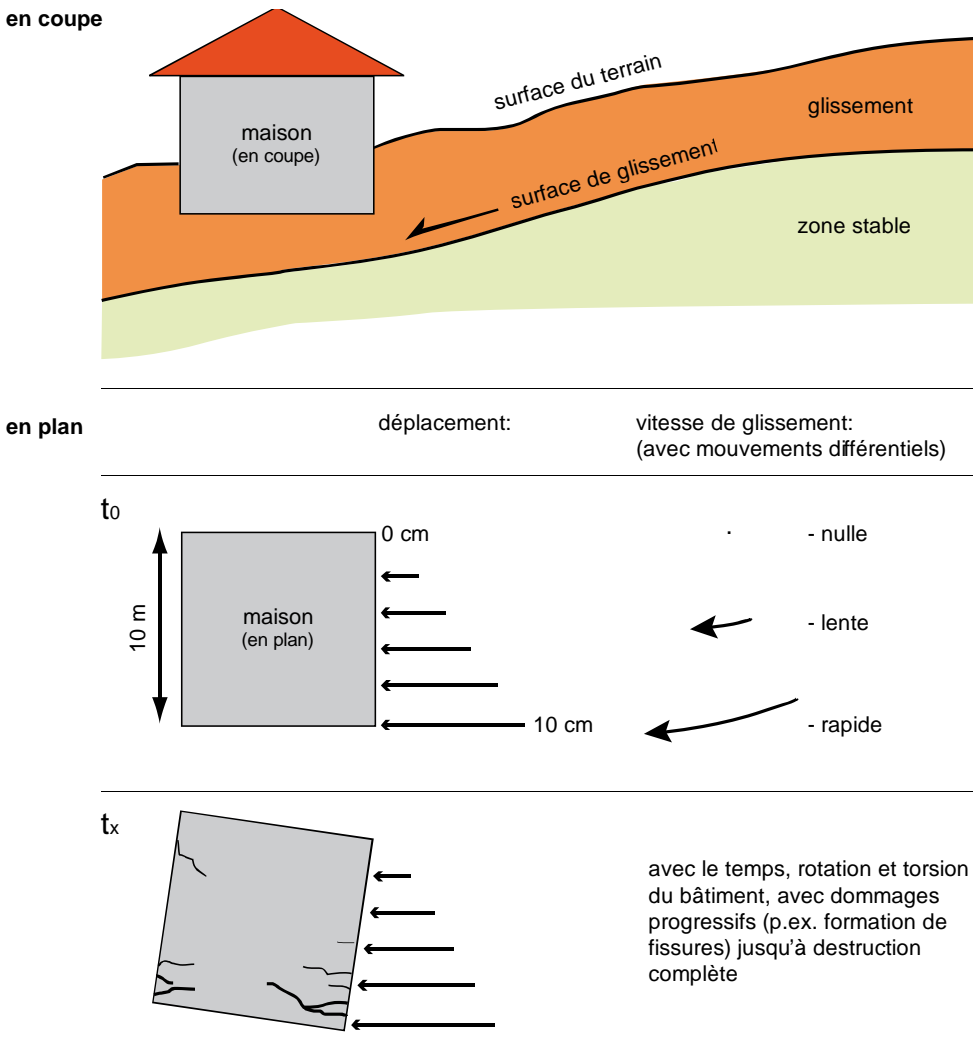 en coupe
surface du terrain
glissement
maison
(en coupe)
surface de glissement
zone stable
en plan
déplacement:
vitesse de glissement:
(avec mouvements différentiels)
t0
0 cm
- nulle
10 m
maison
(en plan)
- lente
10 cm
- rapide
tx
avec le temps, rotation et torsion
du bâtiment, avec dommages
progressifs (p.ex. formation de
fissures) jusqu'à destruction
complète